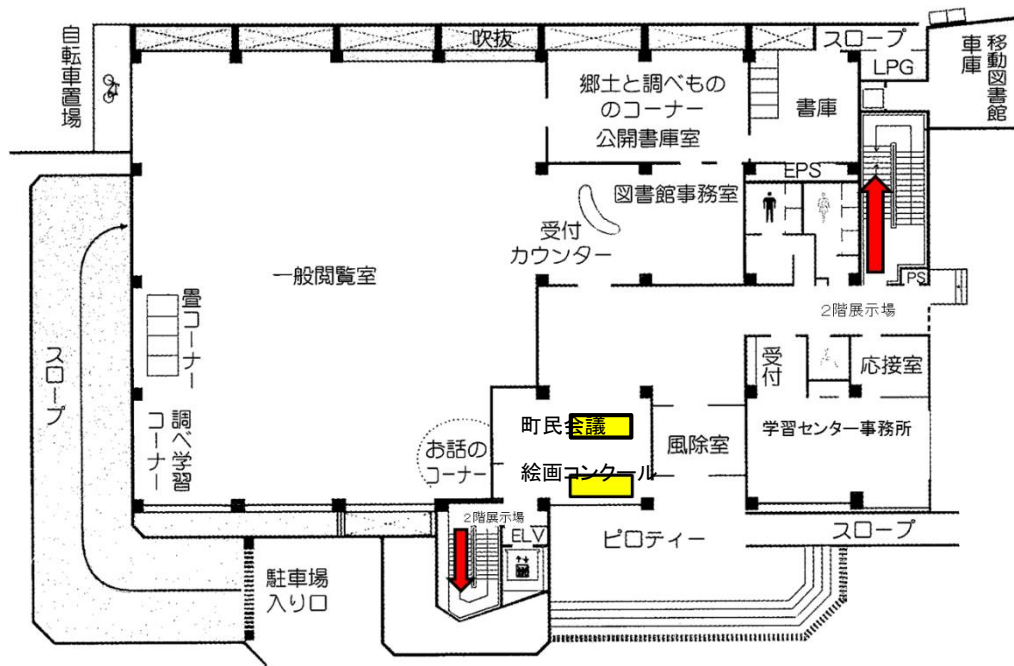 自転車置場
吹抜
スロープ
LPG
移動図書館
車庫
郷土と調べもの
のコーナー
公開書庫室
書庫
EPS
図書館事務室
受付
カウンター
一般閲覧室
PS
2階展示場
畳コーナー
スロープ
受付
応接室
調べ学習
コーナー
お話の
コーナー
町民会議
絵画コンクール
風除室
学習センター事務所
2階展示場
ELV
ピロティー
スロープ
駐車場
入り口